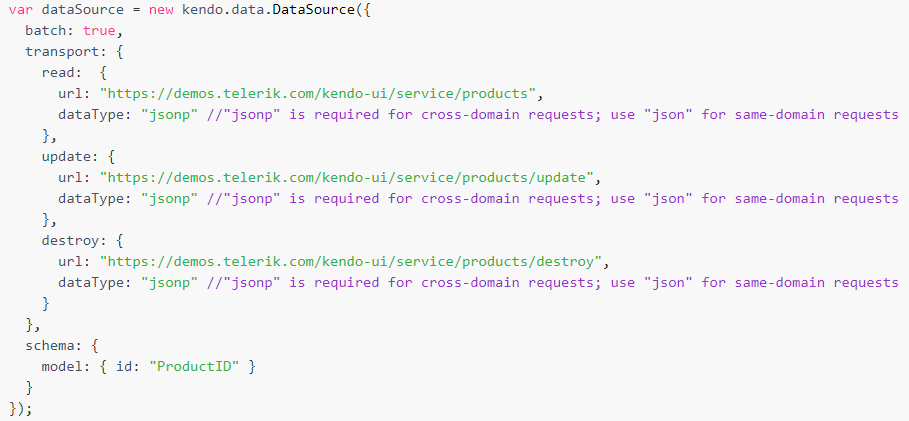 var dataSource = new kendo.data.DataSource({
  batch: true,
  transport: {
    read:  {
      url: "https://demos.telerik.com/kendo-ui/service/products",
      dataType: "jsonp" //"jsonp" is required for cross-domain requests; use "json" for same-domain requests
    },
    update: {
      url: "https://demos.telerik.com/kendo-ui/service/products/update",
      dataType: "jsonp" //"jsonp" is required for cross-domain requests; use "json" for same-domain requests
    },
    destroy: {
      url: "https://demos.telerik.com/kendo-ui/service/products/destroy",
      dataType: "jsonp" //"jsonp" is required for cross-domain requests; use "json" for same-domain requests
    }
  },
  schema: {
    model: { id: "ProductID" }
  }
});